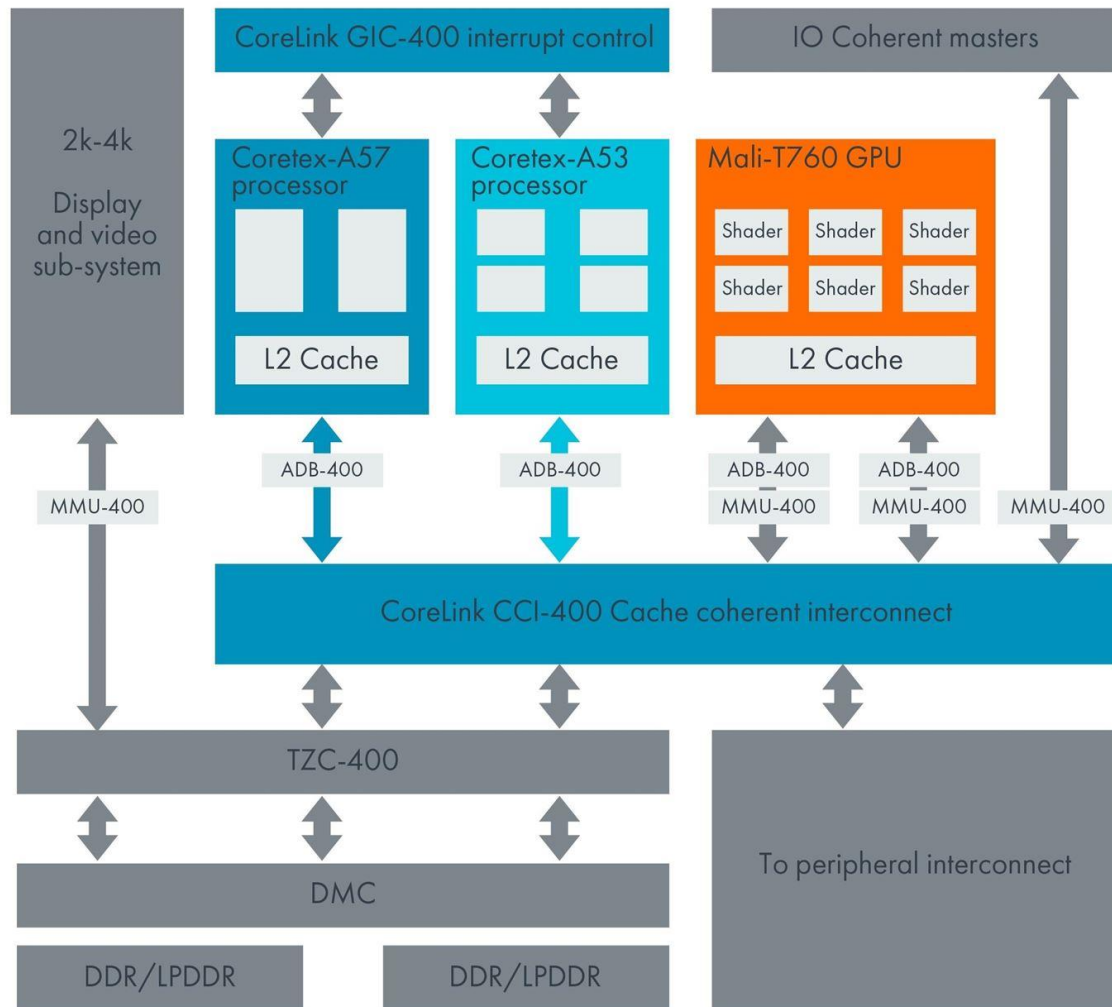 CoreLink GIC-400 interrupt control
IO Coherent masters
2k-4k
Display
and video
sub-system
Coretex-A57
processor
L2 Cache
Coretex-A53
processor
L2 Cache
Mali-T760 GPU
Shader
Shader
Shader
Shader
Shader
Shader
L2 Cache
MMU-400
ADB-400
ADB-400
ADB-400
MMU-400
ADB-400
MMU-400
MMU-400
CoreLink CCI-400 Cache coherent interconnect
TZC-400
DMC
DDR/LPDDR
DDR/LPDDR
To peripheral interconnect